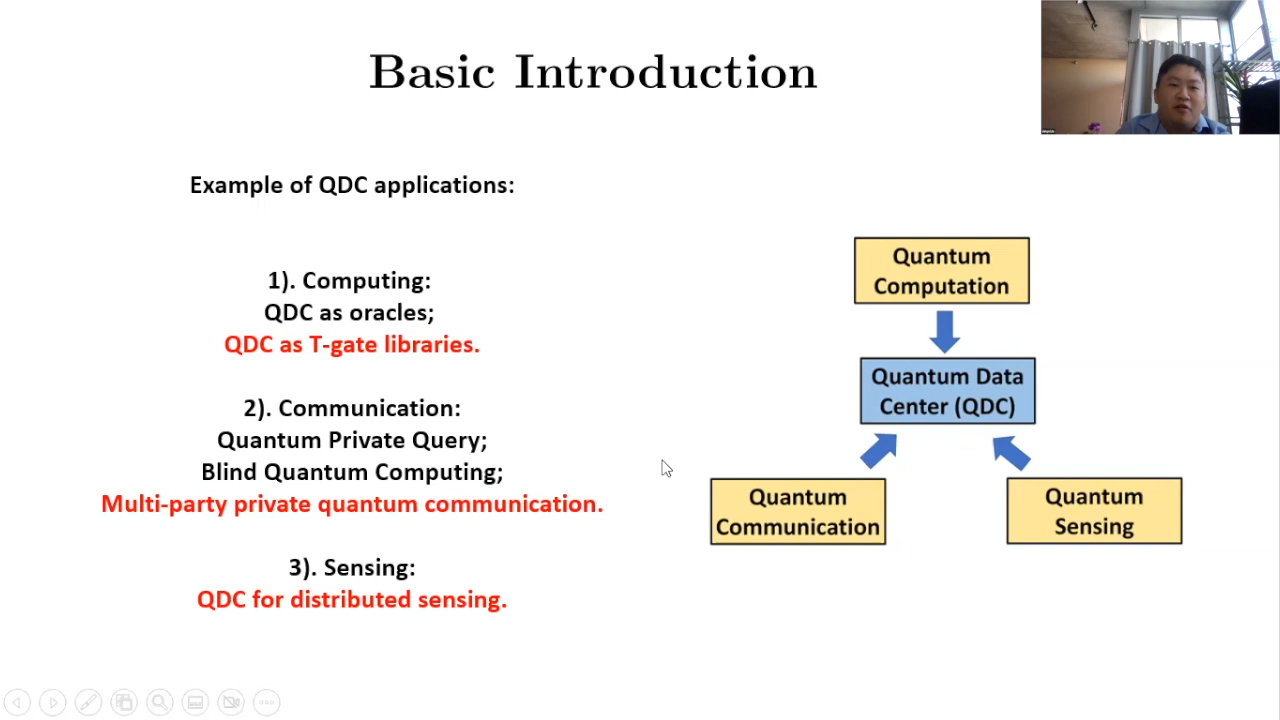 Basic Introduction
Example of QDC applications:
1). Computing:
QDC as oracles;
QDC as T-gate libraries.
2). Communication:
Quantum Private Query;
Blind Quantum Computing;
Multi-party private quantum communication.
3). Sensing:
QDC for distributed sensing.
Quantum
Computation
Quantum Data
Center (QDC)
Quantum
Communication
Quantum
Sensing